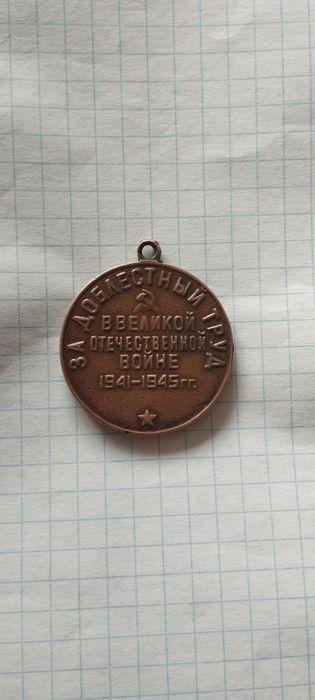 ЗА ДОБЛЕСТНЫЙ ТРУД
В ВЕЛИКОЙ
ОТЕЧЕСТВЕННОЙ
ВОЙНЕ
1941-1945 гг.